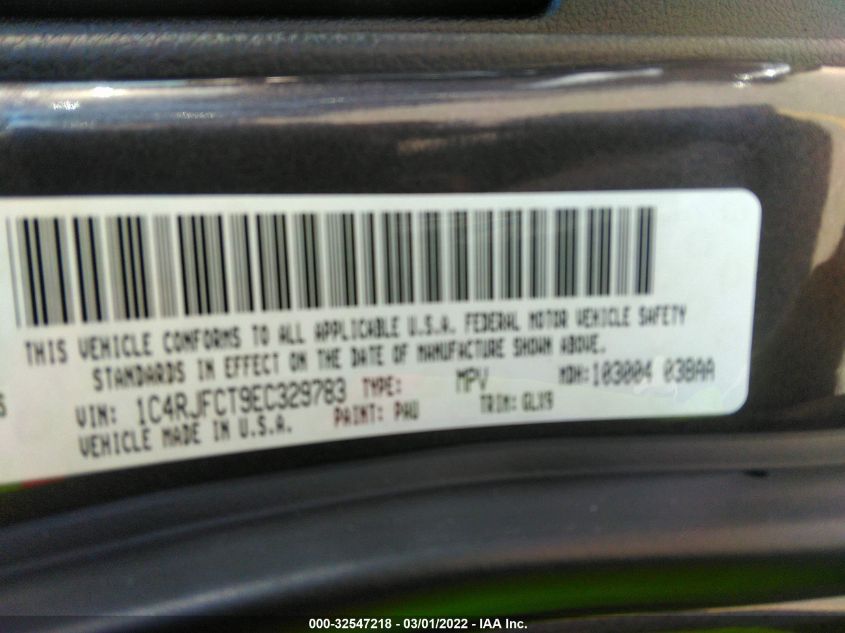 THIS VEHICLE CONFORMS TO ALL APPLICABLE U.S.A. FEDERAL MOTOR VEHICLE SAFETY
STANDARDS IN EFFECT ON THE DATE OF MANUFACTURE SHOWN ABOVE.
VIN: 1C4RJFCT9EC329783 TYPE: MPV MDH:103004 038AA
VEHICLE MADE IN U.S.A. PAINT: PAU TRIM: GLV9
000-32547218 - 03/01/2022 - IAA Inc.